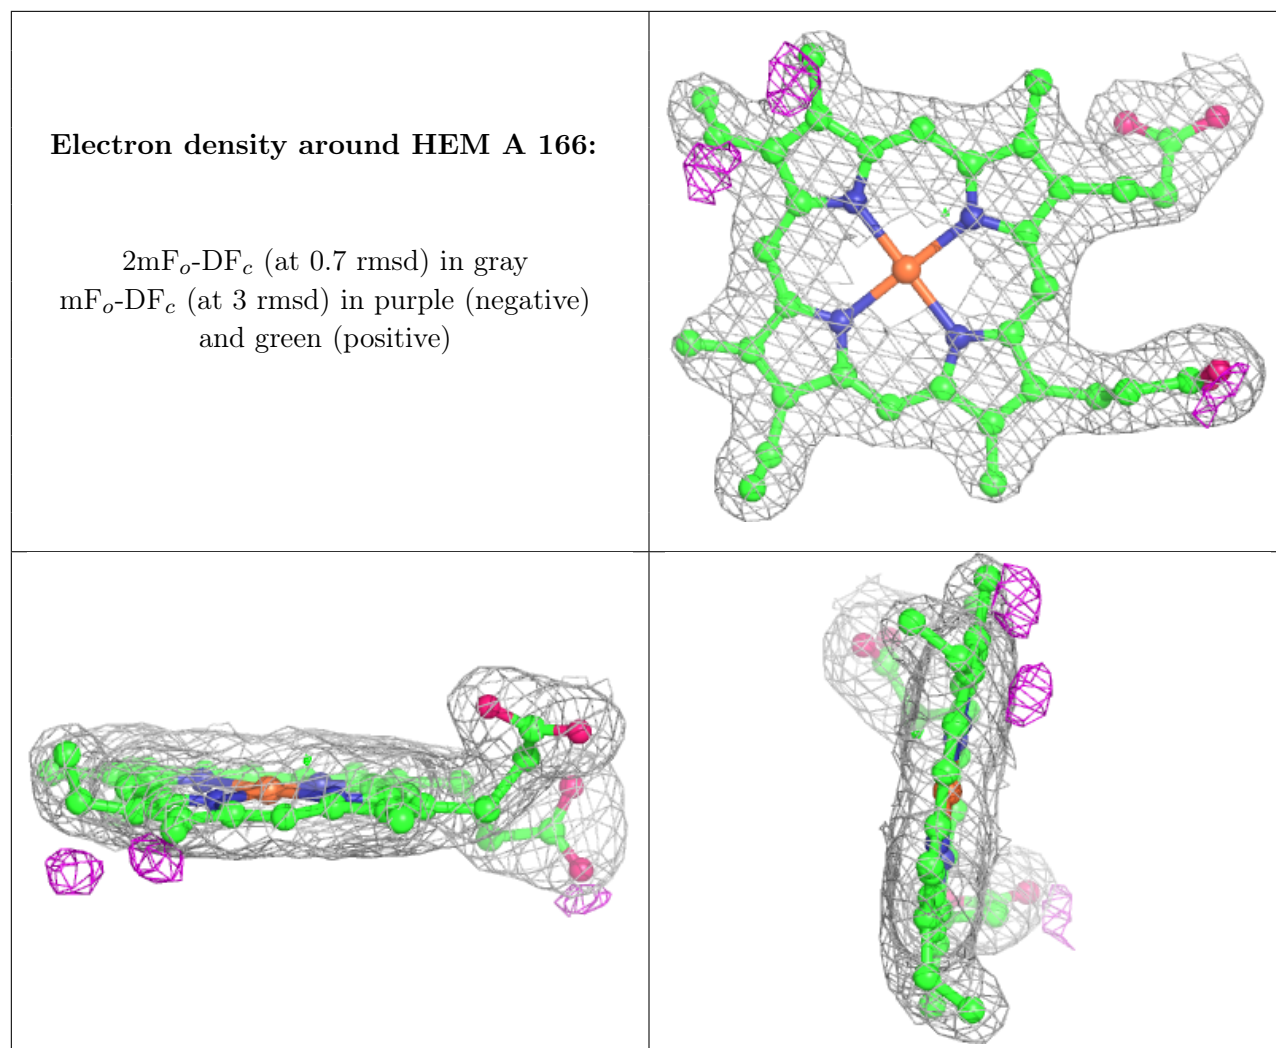 Electron density around HEM A 166:
2mFo-DFc (at 0.7 rmsd) in gray
mFo-DFc (at 3 rmsd) in purple (negative)
and green (positive)